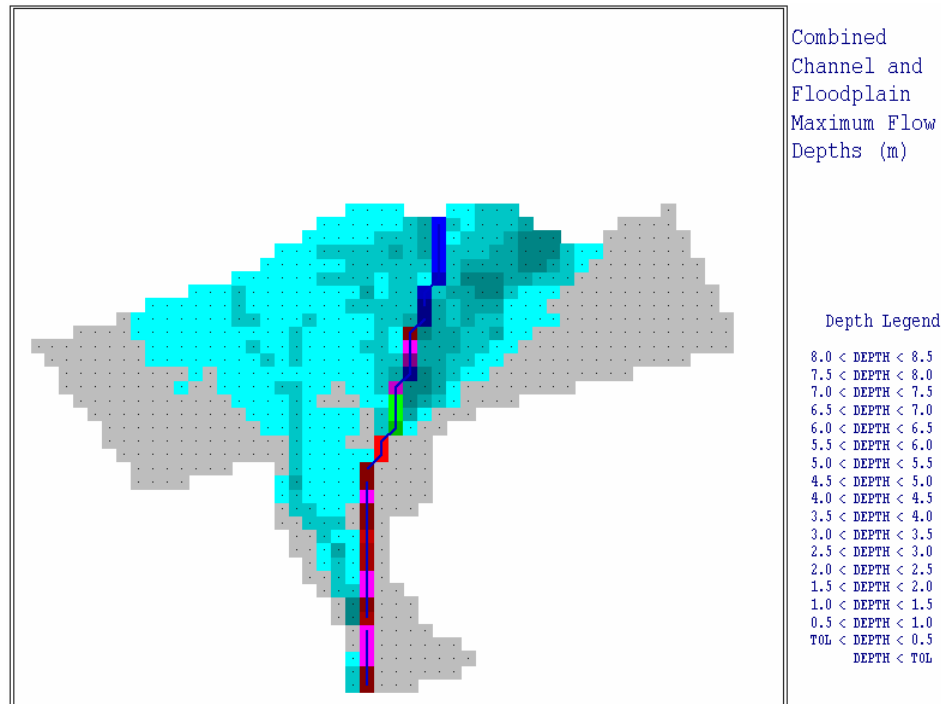 Combined
Channel and
Floodplain
Maximum Flow
Depths (m)
Depth Legend
8.0 < DEPTH < 8.5
7.5 < DEPTH < 8.0
7.0 < DEPTH < 7.5
6.5 < DEPTH < 7.0
6.0 < DEPTH < 6.5
5.5 < DEPTH < 6.0
5.0 < DEPTH < 5.5
4.5 < DEPTH < 5.0
4.0 < DEPTH < 4.5
3.5 < DEPTH < 4.0
3.0 < DEPTH < 3.5
2.5 < DEPTH < 3.0
2.0 < DEPTH < 2.5
1.5 < DEPTH < 2.0
1.0 < DEPTH < 1.5
0.5 < DEPTH < 1.0
TOL < DEPTH < 0.5
DEPTH < TOL